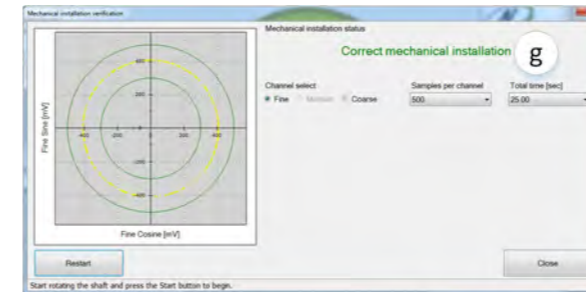 Mechanical installation verification
Mechanical installation status
Correct mechanical installation
g
Channel select
Samples per channel
Total time [sec]
Fine
Medium
Coarse
500
25.00
Fine Sine [mV]
400
200
-400
-200
0
200
400
-200
-400
Fine Cosine [mV]
Restart
Close
Start rotating the shaft and press the Start button to begin.